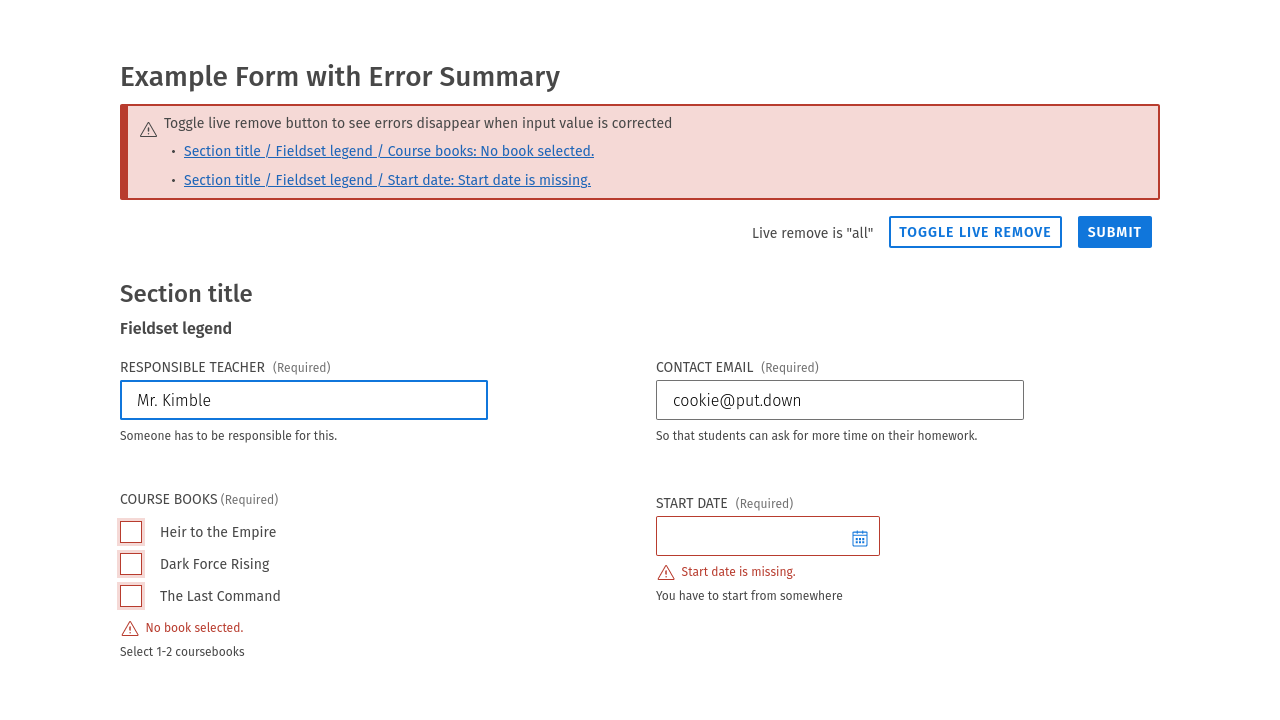 Example Form with Error Summary
Toggle live remove button to see errors disappear when input value is corrected
• Section title / Fieldset legend / Course books: No book selected.
• Section title / Fieldset legend / Start date: Start date is missing.
Live remove is "all" TOGGLE LIVE REMOVE SUBMIT
Section title
Fieldset legend
RESPONSIBLE TEACHER (Required)
Mr. Kimble
Someone has to be responsible for this.
CONTACT EMAIL (Required)
cookie@put.down
So that students can ask for more time on their homework.
COURSE BOOKS (Required)
Heir to the Empire
Dark Force Rising
The Last Command
No book selected.
Select 1-2 coursebooks
START DATE (Required)
Start date is missing.
You have to start from somewhere